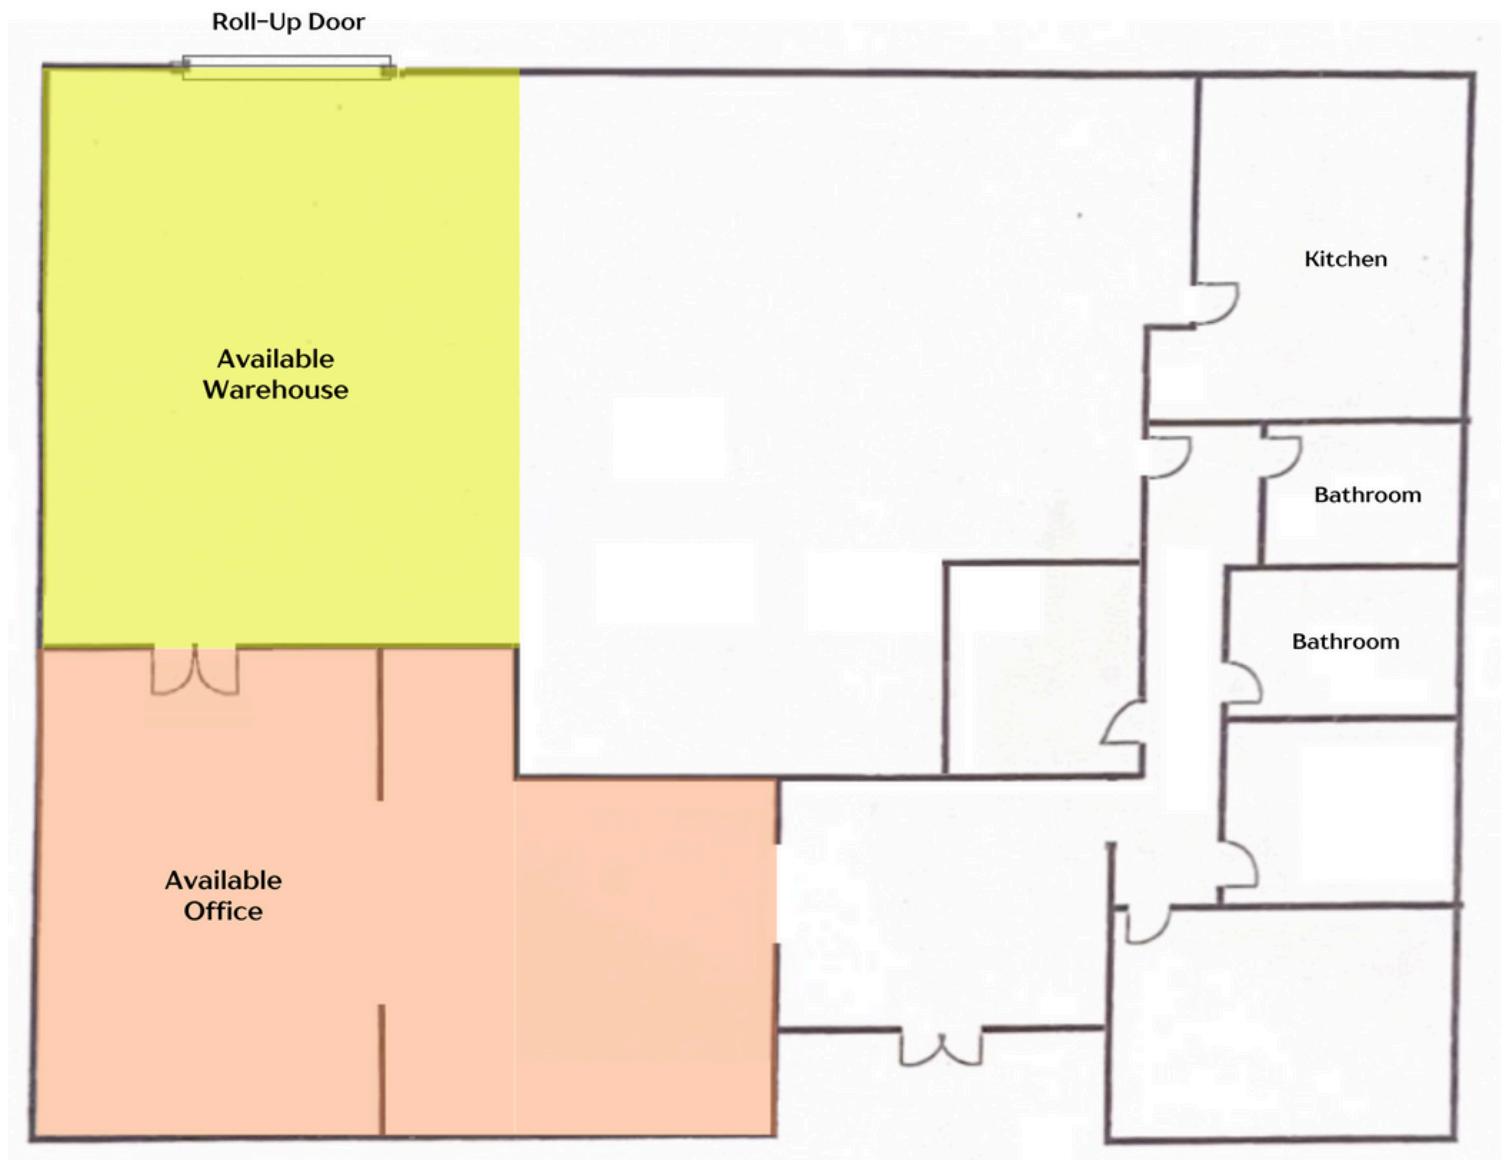 Roll-Up Door
Kitchen
Available
Warehouse
Bathroom
Bathroom
Available
Office